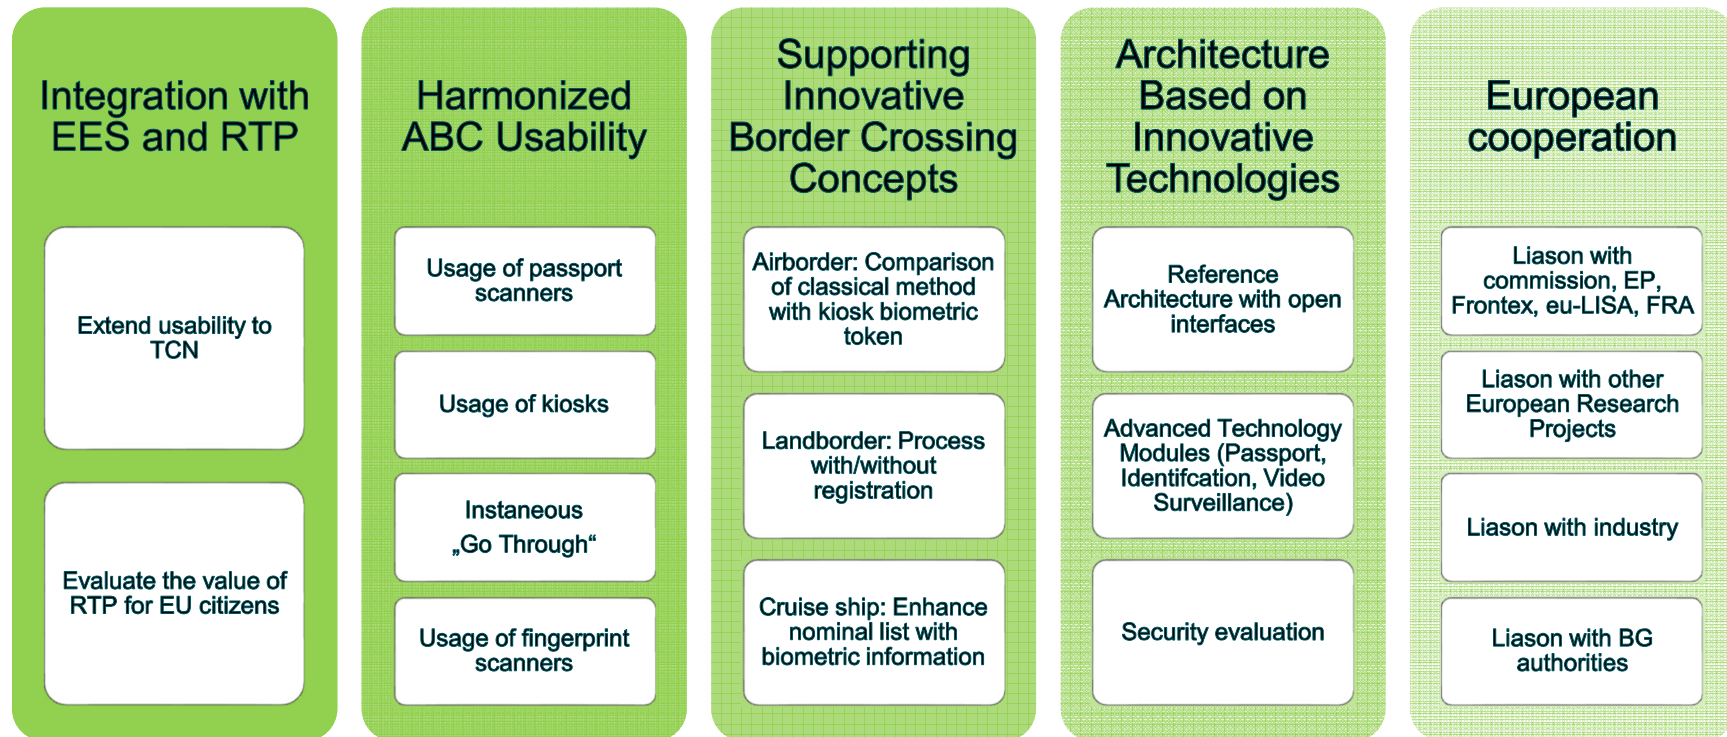 Integration with
EES and RTP
Extend usability to
TCN
Evaluate the value of
RTP for EU citizens
Harmonized
ABC Usability
Usage of passport
scanners
Usage of kiosks
Instaneous
„Go Through“
Usage of fingerprint
scanners
Supporting
Innovative
Border Crossing
Concepts
Airborder: Comparison
of classical method
with kiosk biometric
token
Landborder: Process
with/without
registration
Cruise ship: Enhance
nominal list with
biometric information
Architecture
Based on
Innovative
Technologies
Reference
Architecture with open
interfaces
Advanced Technology
Modules (Passport,
Identifcation, Video
Surveillance)
Security evaluation
European
cooperation
Liason with
commission, EP,
Frontex, eu-LISA, FRA
Liason with other
European Research
Projects
Liason with industry
Liason with BG
authorities